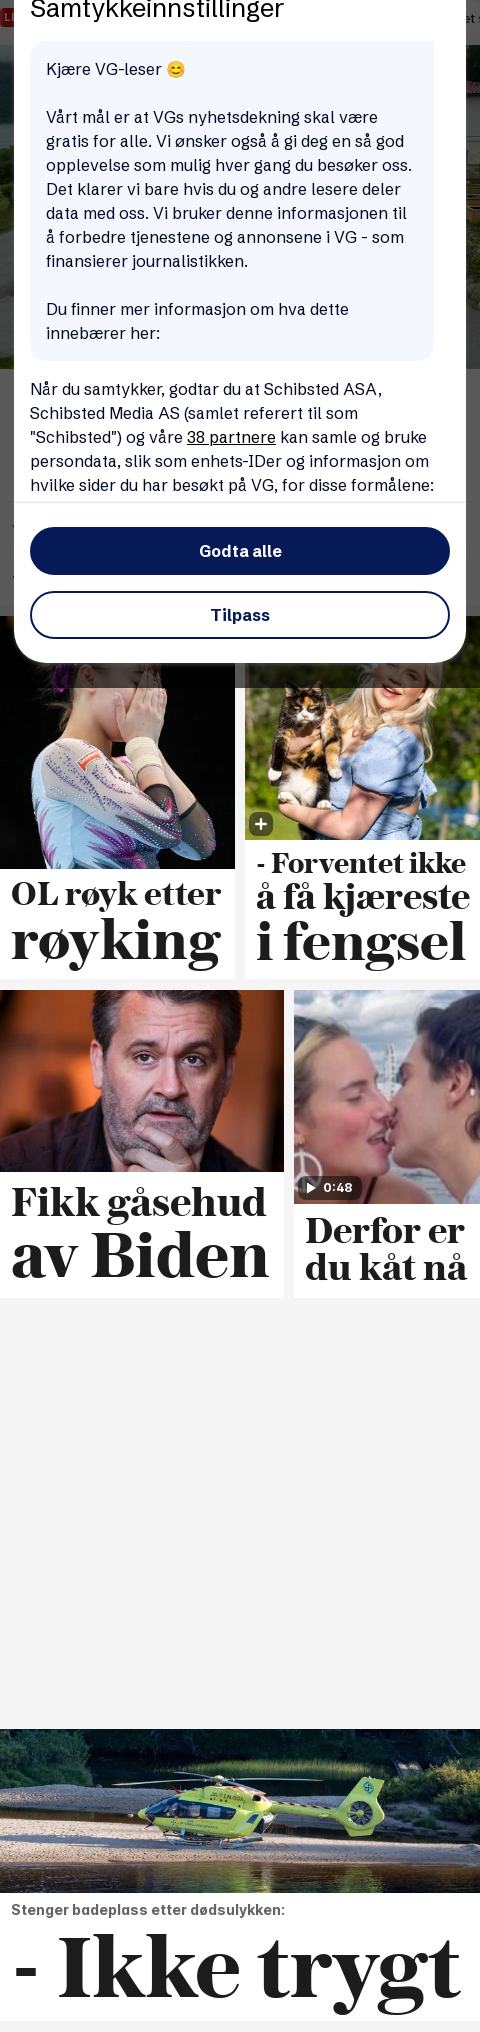 Samtykkeinnstillinger
Kjære VG-leser 😊
Vårt mål er at VGs nyhetsdekning skal være
gratis for alle. Vi ønsker også å gi deg en så god
opplevelse som mulig hver gang du besøker oss.
Det klarer vi bare hvis du og andre lesere deler
data med oss. Vi bruker denne informasjonen til
å forbedre tjenestene og annonsene i VG - som
finansierer journalistikken.
Du finner mer informasjon om hva dette
innebærer her:
Når du samtykker, godtar du at Schibsted ASA,
Schibsted Media AS (samlet referert til som
"Schibsted") og våre 38 partnere kan samle og bruke
persondata, slik som enhets-IDer og informasjon om
hvilke sider du har besøkt på VG, for disse formålene:
Godta alle
Tilpass
OL røyk etter
røyking
- Forventet ikke
å få kjæreste
i fengsel
Fikk gåsehud
av Biden
0:48
Derfor er
du kåt nå
Stenger badeplass etter dødsulykken:
- Ikke trygt